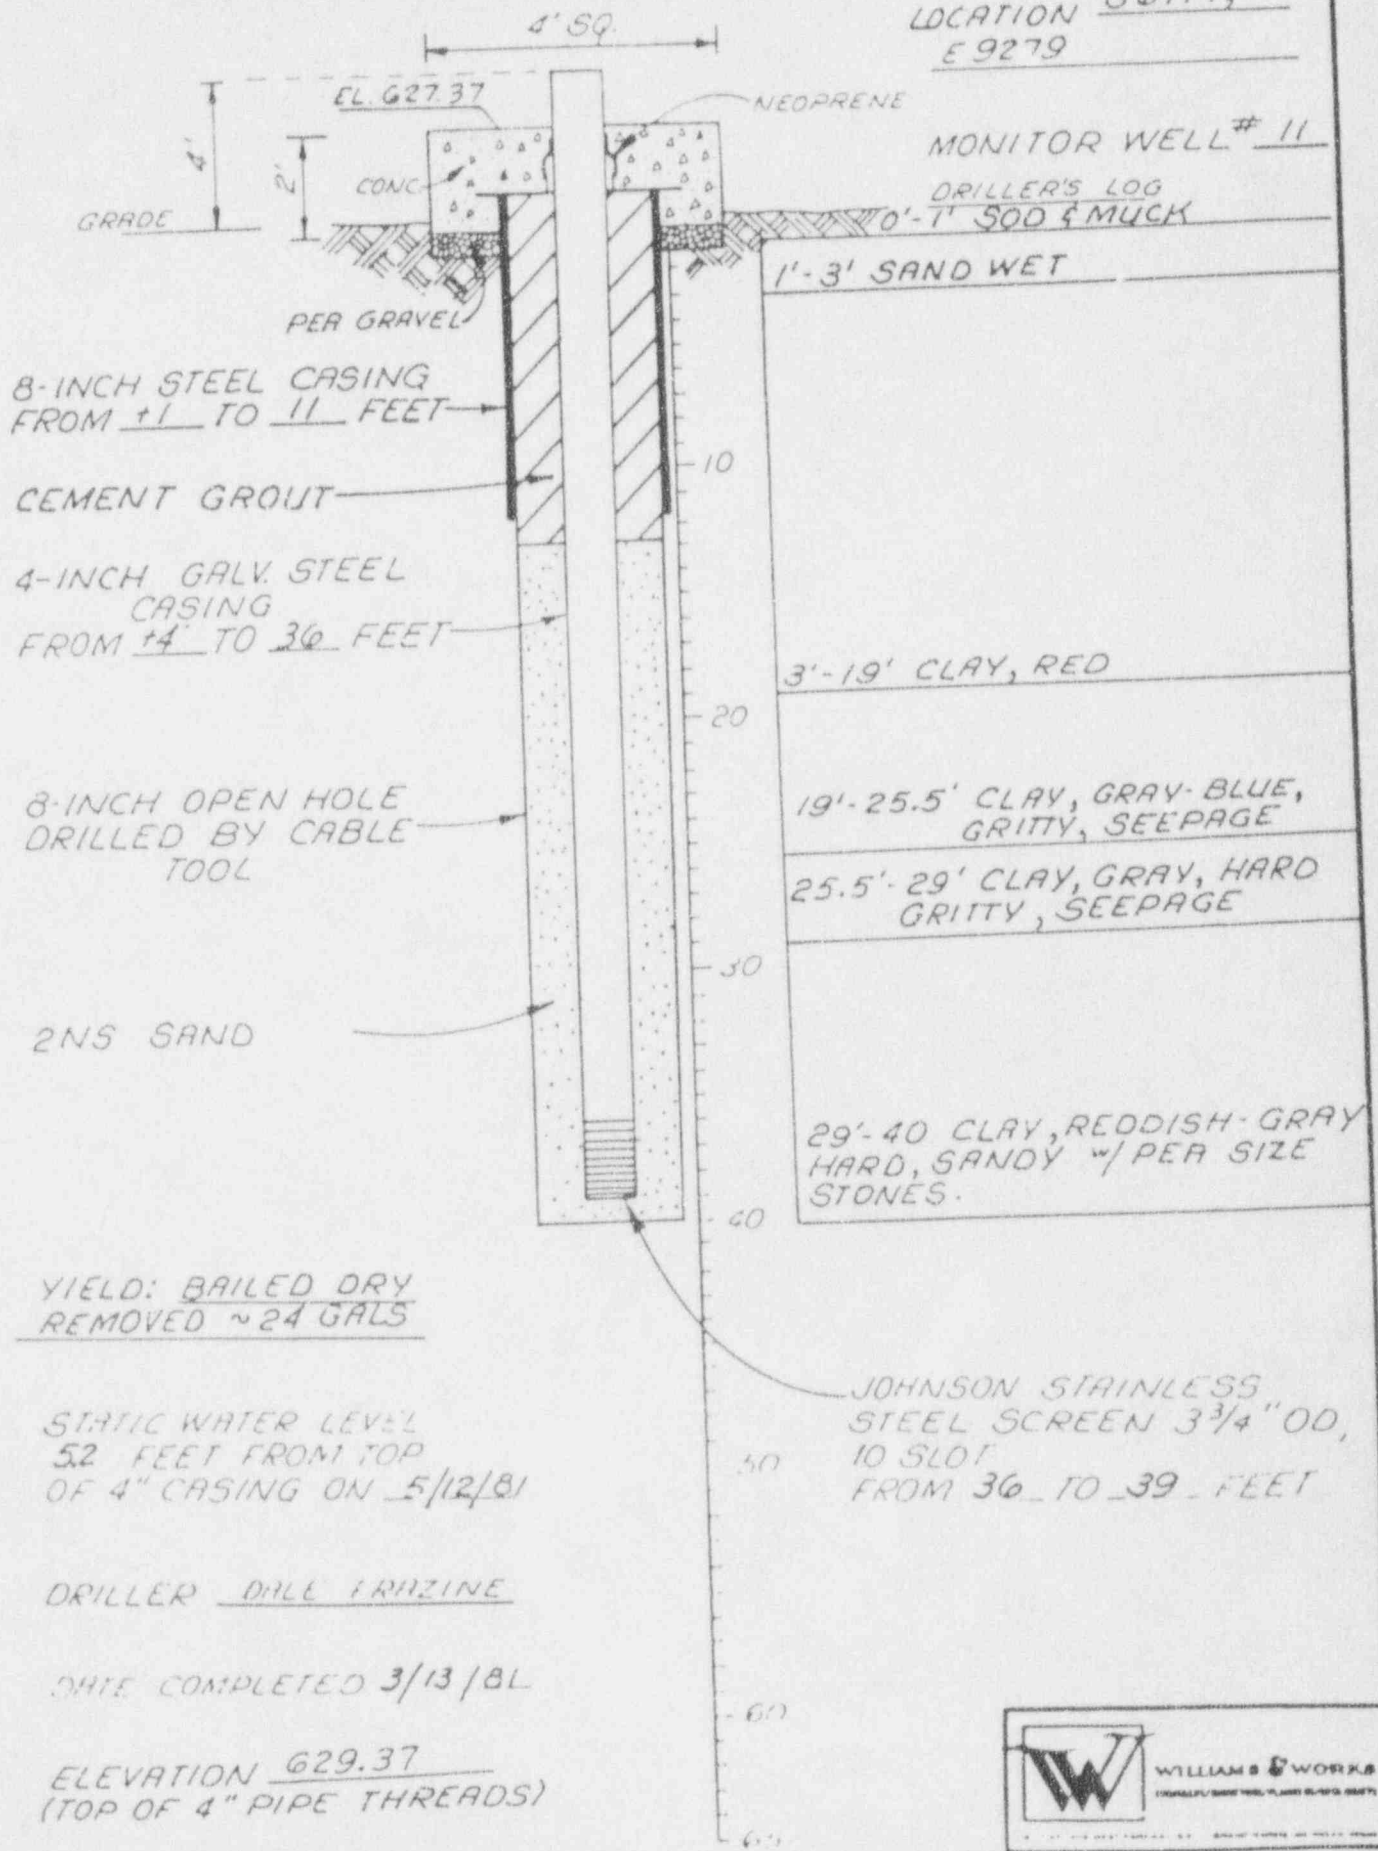 4' SQ.
LOCATION
E 9279
EL. 627.37
NEOPRENE
4'
2'
MONITOR WELL # 11
CONC.
DRILLER'S LOG
GRADE
0'-1' SOD & MUCK
1'-3' SAND WET
PEA GRAVEL
8-INCH STEEL CASING
FROM +1 TO 11 FEET
10
CEMENT GROUT
4-INCH GALV. STEEL
CASING
FROM +4' TO 36 FEET
3'-19' CLAY, RED
20
8-INCH OPEN HOLE
DRILLED BY CABLE
TOOL
19'-25.5' CLAY, GRAY-BLUE,
GRITTY, SEEPAGE
25.5'-29' CLAY, GRAY, HARD
GRITTY, SEEPAGE
30
2NS SAND
29'-40 CLAY, REDDISH-GRAY
HARD, SANDY w/ PEA SIZE
STONES.
40
YIELD: BAILED DRY
REMOVED ~24 GALS
JOHNSON STAINLESS
STEEL SCREEN 3 3/4" OD,
10 SLOT
FROM 36 TO 39 FEET
STATIC WATER LEVEL
52 FEET FROM TOP
OF 4" CASING ON 5/12/81
50
DRILLER DALE FRAZINE
DATE COMPLETED 3/13/81
60
ELEVATION 629.37
(TOP OF 4" PIPE THREADS)
WILLIAMS & WORKS
65